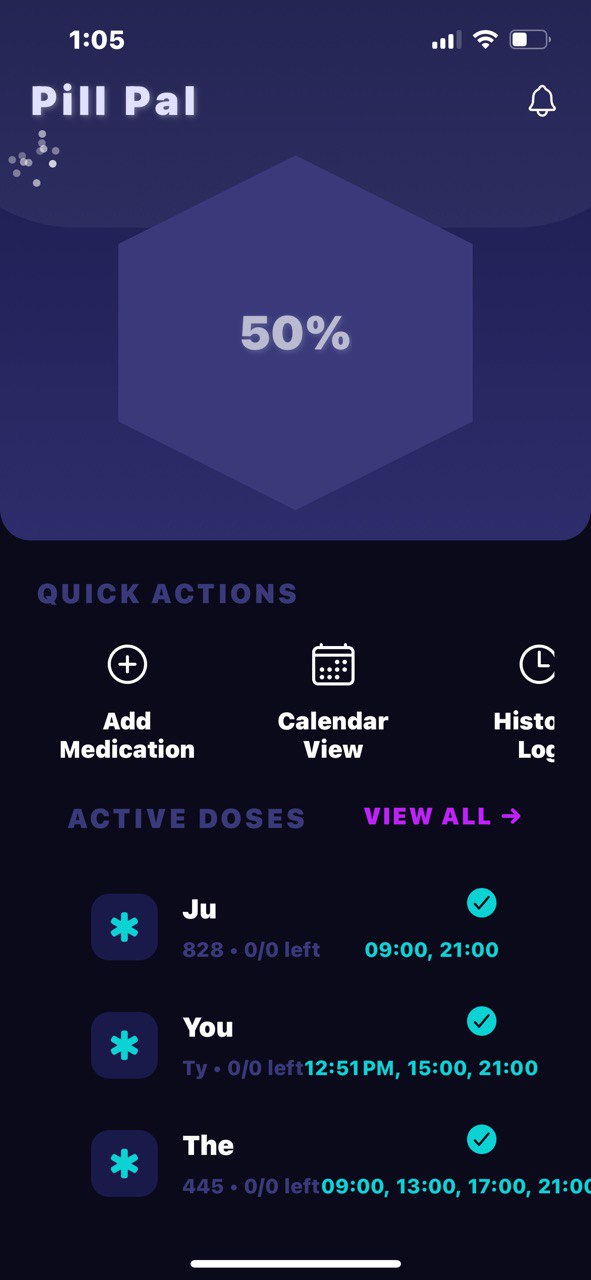 1:05
Pill Pal
50%
QUICK ACTIONS
Add
Medication
Calendar
View
Histo
Log
ACTIVE DOSES
VIEW ALL →
Ju
828 • 0/0 left
09:00, 21:00
You
Ty • 0/0 left
12:51 PM, 15:00, 21:00
The
445 • 0/0 left
09:00, 13:00, 17:00, 21:00